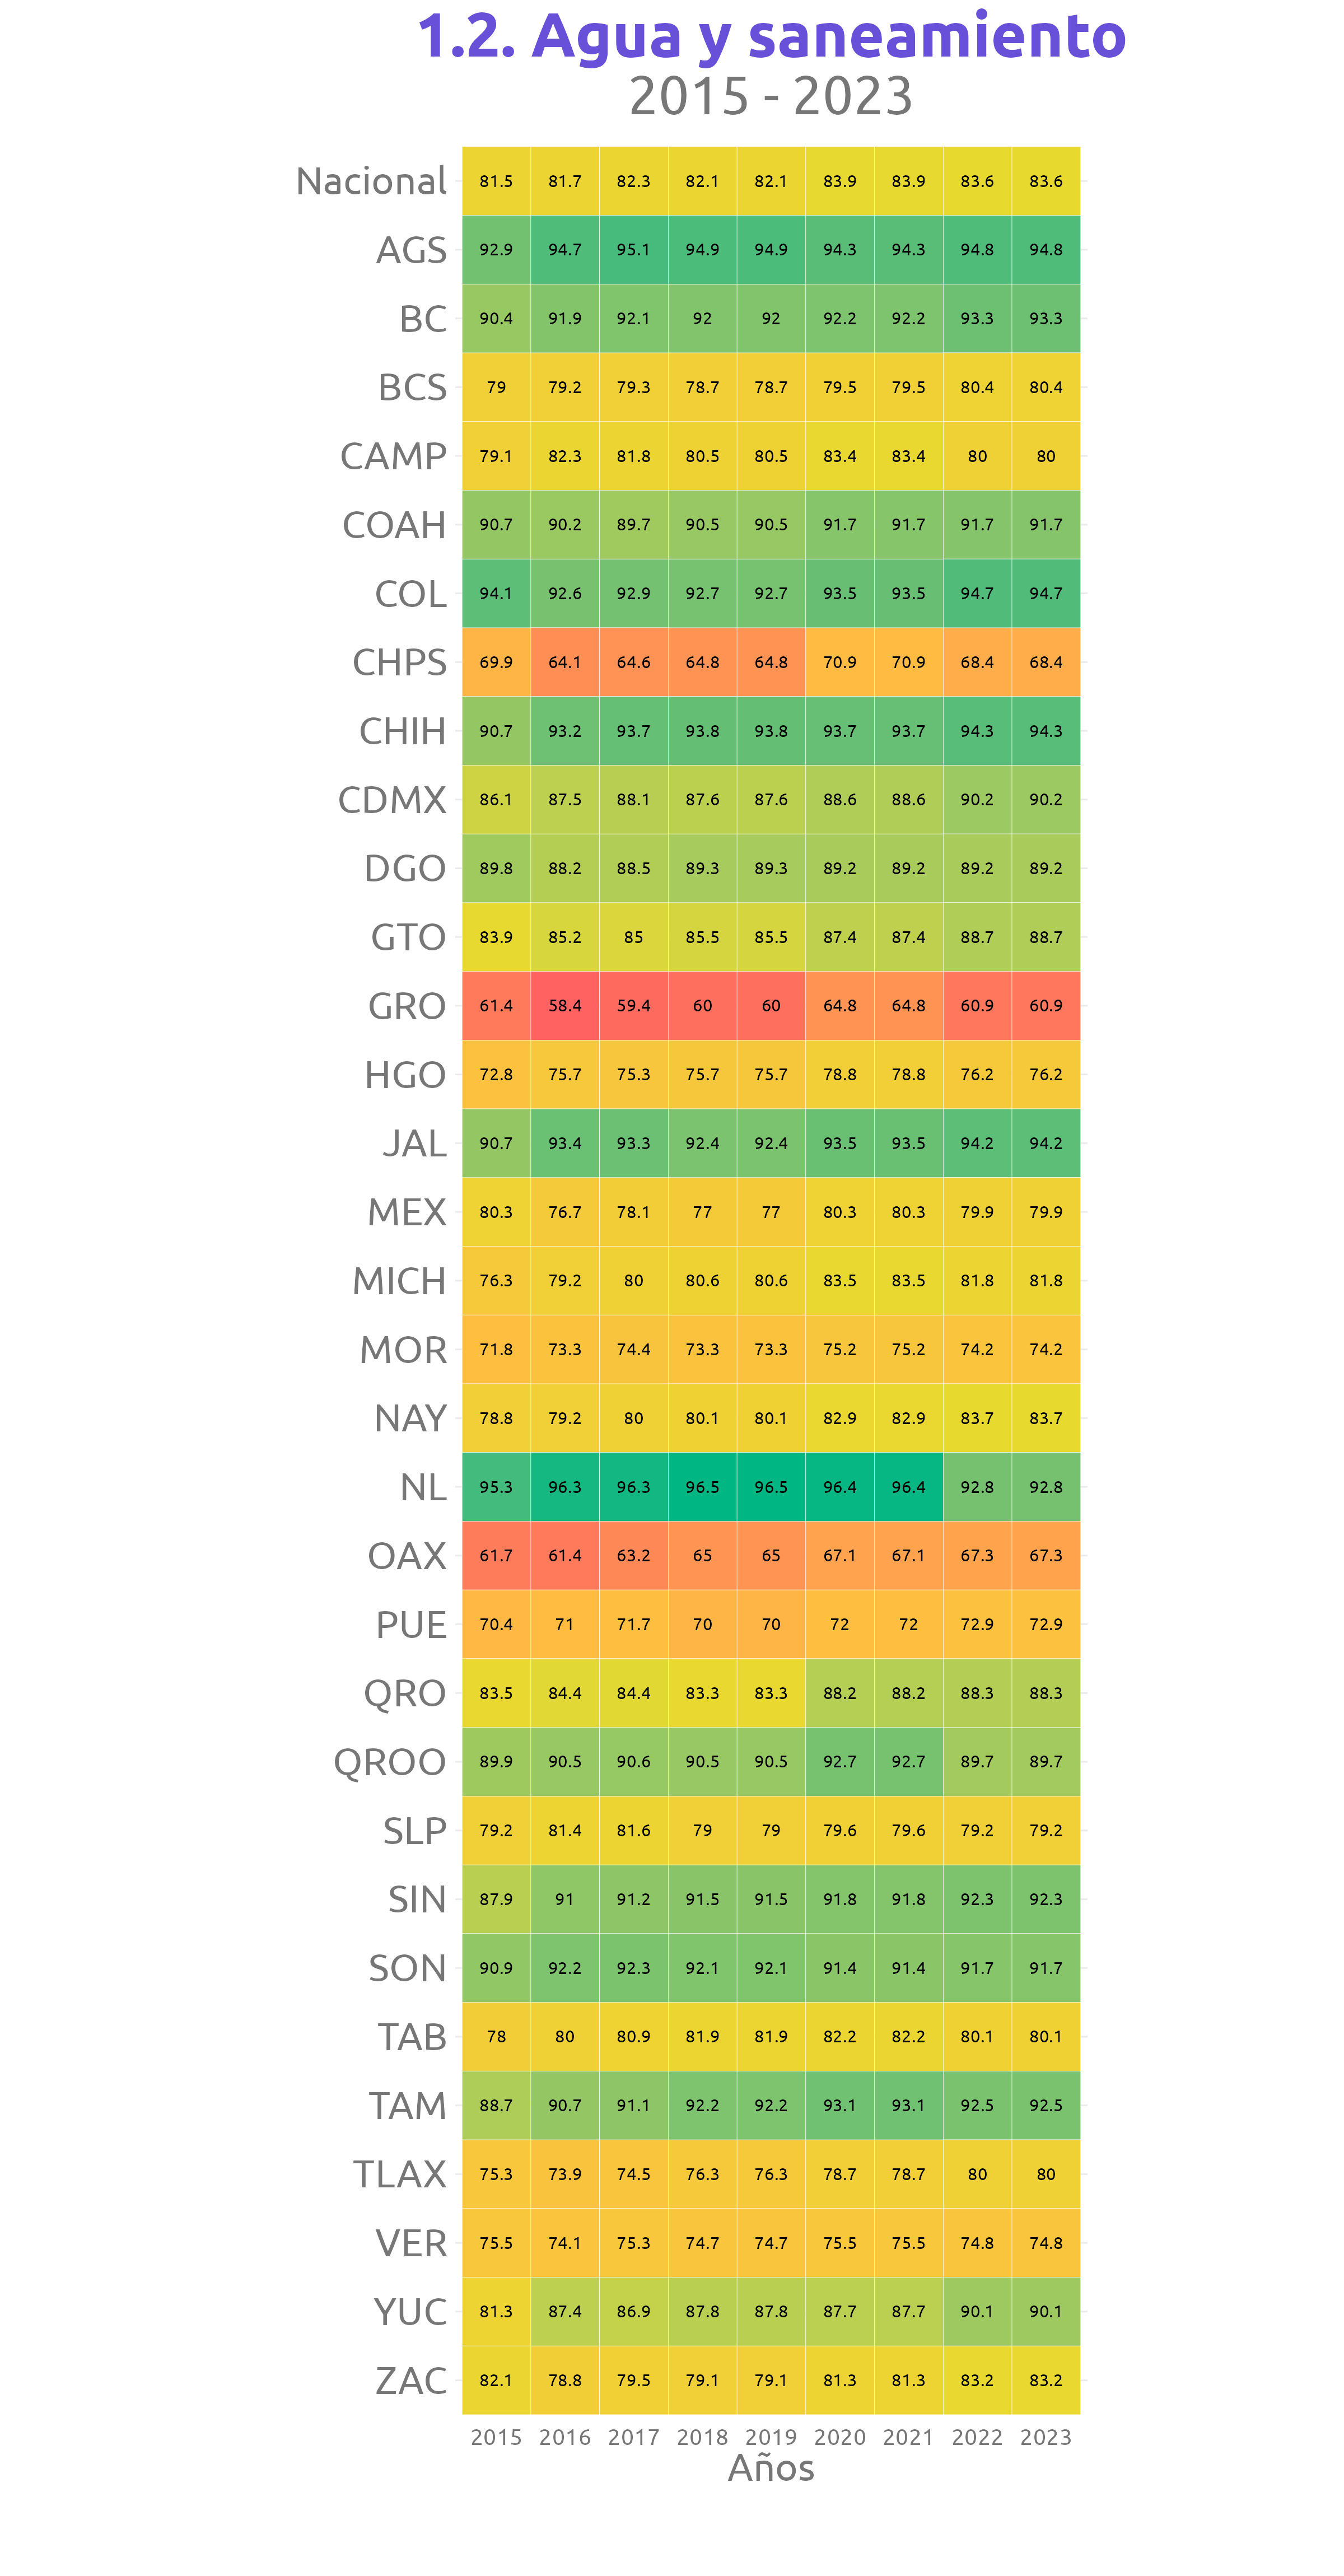 1.2. Agua y saneamiento
2015 - 2023
Nacional 81.5 81.7 82.3 82.1 82.1 83.9 83.9 83.6 83.6
AGS 92.9 94.7 95.1 94.9 94.9 94.3 94.3 94.8 94.8
BC 90.4 91.9 92.1 92 92 92.2 92.2 93.3 93.3
BCS 79 79.2 79.3 78.7 78.7 79.5 79.5 80.4 80.4
CAMP 79.1 82.3 81.8 80.5 80.5 83.4 83.4 80 80
COAH 90.7 90.2 89.7 90.5 90.5 91.7 91.7 91.7 91.7
COL 94.1 92.6 92.9 92.7 92.7 93.5 93.5 94.7 94.7
CHPS 69.9 64.1 64.6 64.8 64.8 70.9 70.9 68.4 68.4
CHIH 90.7 93.2 93.7 93.8 93.8 93.7 93.7 94.3 94.3
CDMX 86.1 87.5 88.1 87.6 87.6 88.6 88.6 90.2 90.2
DGO 89.8 88.2 88.5 89.3 89.3 89.2 89.2 89.2 89.2
GTO 83.9 85.2 85 85.5 85.5 87.4 87.4 88.7 88.7
GRO 61.4 58.4 59.4 60 60 64.8 64.8 60.9 60.9
HGO 72.8 75.7 75.3 75.7 75.7 78.8 78.8 76.2 76.2
JAL 90.7 93.4 93.3 92.4 92.4 93.5 93.5 94.2 94.2
MEX 80.3 76.7 78.1 77 77 80.3 80.3 79.9 79.9
MICH 76.3 79.2 80 80.6 80.6 83.5 83.5 81.8 81.8
MOR 71.8 73.3 74.4 73.3 73.3 75.2 75.2 74.2 74.2
NAY 78.8 79.2 80 80.1 80.1 82.9 82.9 83.7 83.7
NL 95.3 96.3 96.3 96.5 96.5 96.4 96.4 92.8 92.8
OAX 61.7 61.4 63.2 65 65 67.1 67.1 67.3 67.3
PUE 70.4 71 71.7 70 70 72 72 72.9 72.9
QRO 83.5 84.4 84.4 83.3 83.3 88.2 88.2 88.3 88.3
QROO 89.9 90.5 90.6 90.5 90.5 92.7 92.7 89.7 89.7
SLP 79.2 81.4 81.6 79 79 79.6 79.6 79.2 79.2
SIN 87.9 91 91.2 91.5 91.5 91.8 91.8 92.3 92.3
SON 90.9 92.2 92.3 92.1 92.1 91.4 91.4 91.7 91.7
TAB 78 80 80.9 81.9 81.9 82.2 82.2 80.1 80.1
TAM 88.7 90.7 91.1 92.2 92.2 93.1 93.1 92.5 92.5
TLAX 75.3 73.9 74.5 76.3 76.3 78.7 78.7 80 80
VER 75.5 74.1 75.3 74.7 74.7 75.5 75.5 74.8 74.8
YUC 81.3 87.4 86.9 87.8 87.8 87.7 87.7 90.1 90.1
ZAC 82.1 78.8 79.5 79.1 79.1 81.3 81.3 83.2 83.2
2015 2016 2017 2018 2019 2020 2021 2022 2023
Años